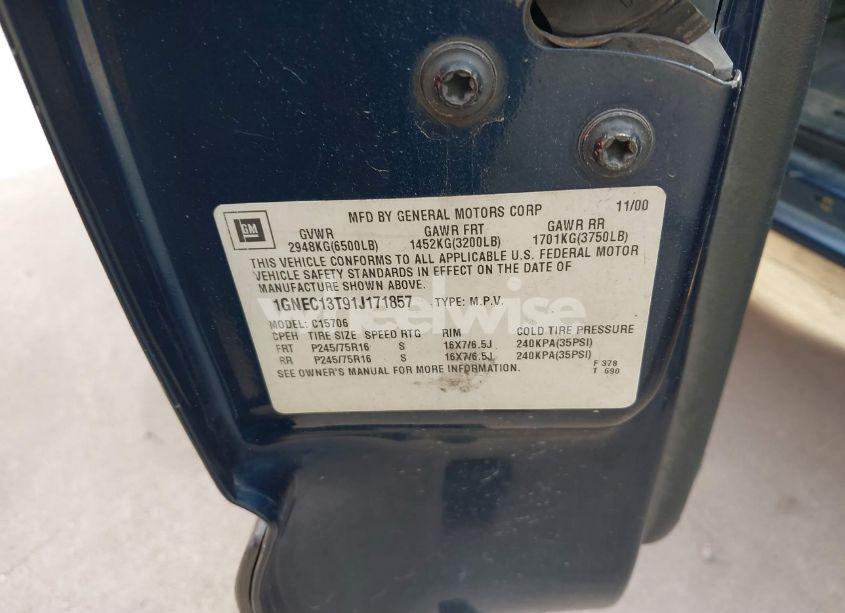 MFD BY GENERAL MOTORS CORP 11/00
GM
GVWR GAWR FRT GAWR RR
2948KG(6500LB) 1452KG(3200LB) 1701KG(3750LB)
THIS VEHICLE CONFORMS TO ALL APPLICABLE U.S. FEDERAL MOTOR
VEHICLE SAFETY STANDARDS IN EFFECT ON THE DATE OF
MANUFACTURE SHOWN ABOVE.
1GNEC13T91J171857 TYPE: M.P.V.
wheelwise
MODEL: C15706
CPEH TIRE SIZE SPEED RTG RIM COLD TIRE PRESSURE
FRT P245/75R16 S 16X7/6.5J 240KPA(35PSI)
RR P245/75R16 S 16X7/6.5J 240KPA(35PSI)
SEE OWNER'S MANUAL FOR MORE INFORMATION.
F 378
T 690